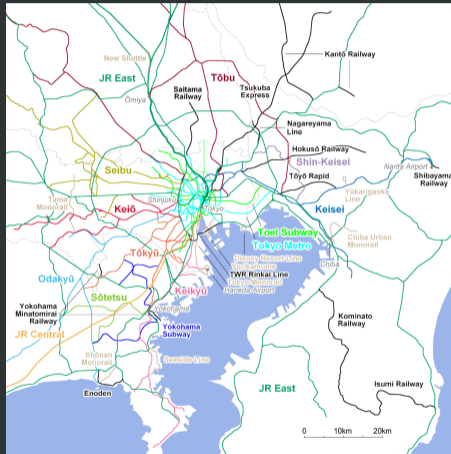 New Shuttle
JR East
Ōmiya
Saitama
Railway
Tōbu
Tsukuba
Express
Kantō Railway
Nagareyama
Line
Hokusō Railway
Shin-Keisei
Tōyō Rapid
Narita Airport
Shibayama
Railway
Seibu
Tama
Monorail
Shinjuku
Tokyo
Keiō
Keisei
Yūkarigaoka
Line
Toei Subway
Tokyo Metro
Chiba Urban
Monorail
Tōkyū
Disney Resort Line
Yurikamome
TWR Rinkai Line
Tokyo Monorail
Haneda Airport
Chiba
Odakyū
Keikyū
Sōtetsu
Yokohama
Minatomirai
Railway
Yokohama
JR Central
Yokohama
Subway
Kominato
Railway
Shōnan
Monorail
Seaside Line
Enoden
JR East
Isumi Railway
0 10km 20km